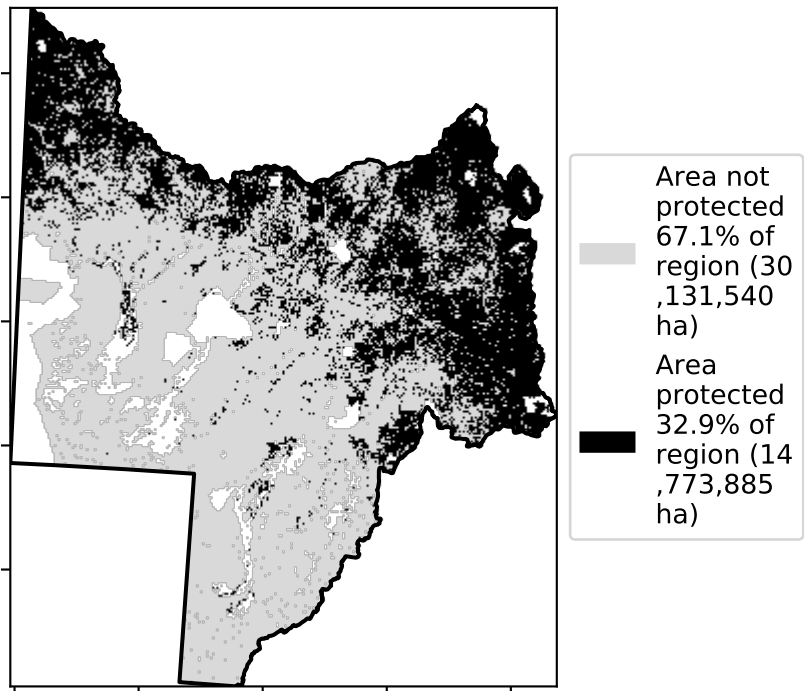 Area not
protected
67.1% of
region (30
,131,540
ha)
Area
protected
32.9% of
region (14
,773,885
ha)